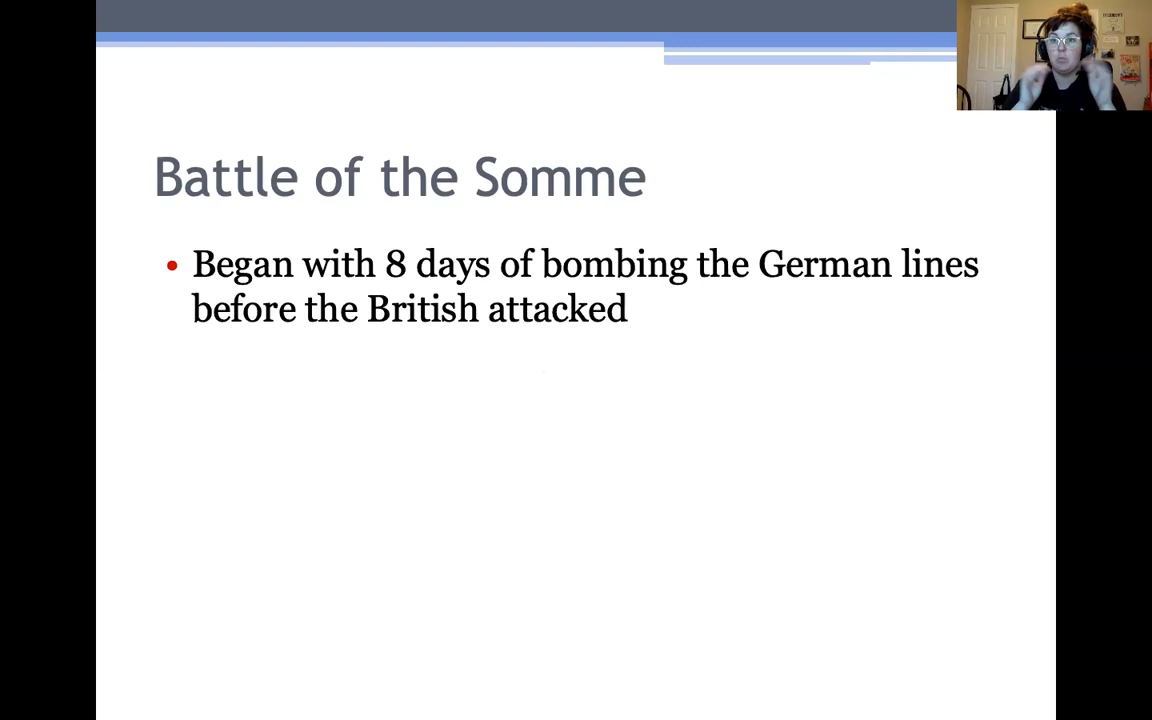 Battle of the Somme
• Began with 8 days of bombing the German lines
before the British attacked